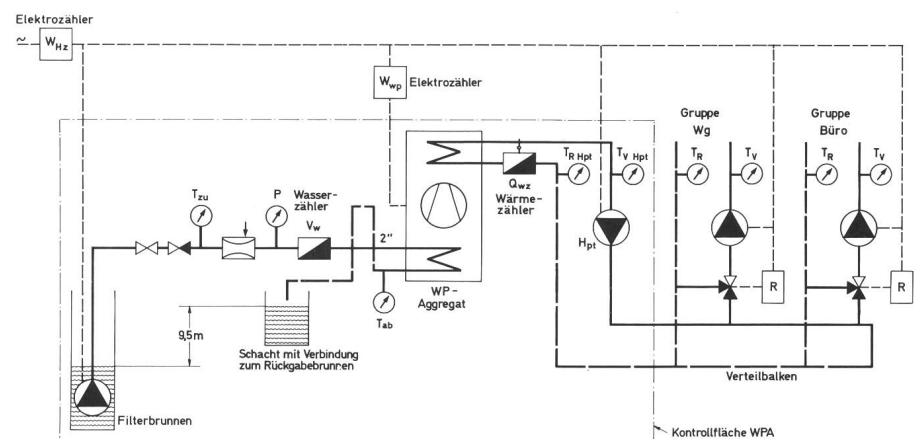 Elektrozähler
~
W_Hz
W_wp
Elektrozähler
Gruppe
Wg
Gruppe
Büro
T_R Hpt
T_V Hpt
T_R
T_V
T_R
T_V
Q_wz
Wärme-
zähler
T_zu
P
Wasser-
zähler
V_w
2"
H_pt
WP-
Aggregat
R
R
T_ab
9,5m
Schacht mit Verbindung
zum Rückgabebrunnen
Verteilbalken
Filterbrunnen
Kontrollfläche WPA